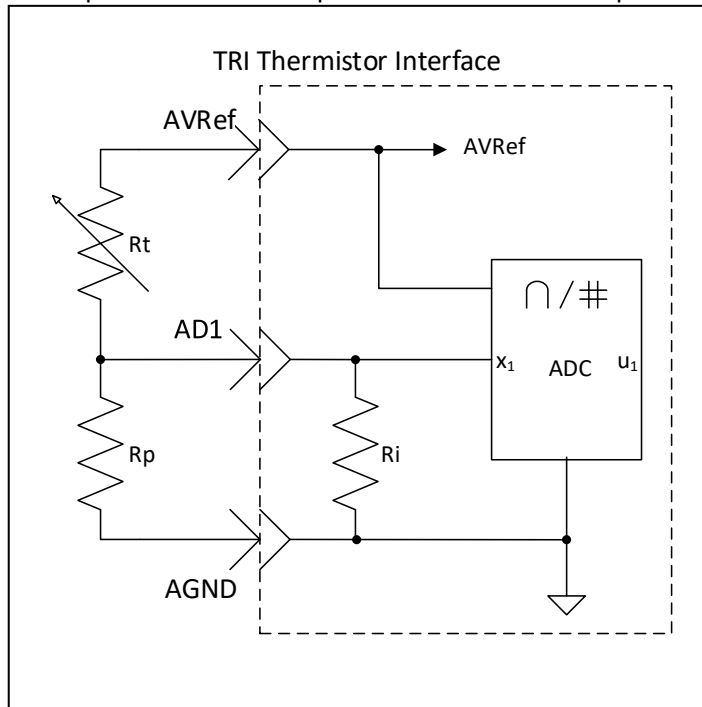 TRI Thermistor Interface
AVRef
AVRef
Rt
∩/#
AD1
x₁
ADC
u₁
Rp
Ri
AGND